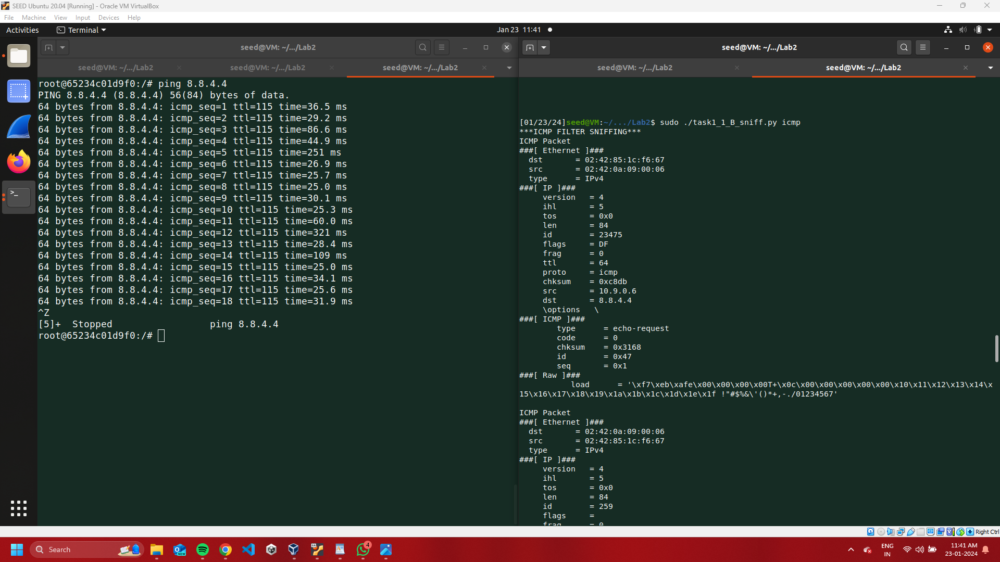 SEED Ubuntu 20.04 [Running] - Oracle VM VirtualBox
File Machine View Input Devices Help
Activities Terminal Jan 23 11:41
seed@VM: ~/.../Lab2
seed@VM: ~/.../Lab2 seed@VM: ~/.../Lab2 seed@VM: ~/.../Lab2
root@65234c01d9f0:/# ping 8.8.4.4
PING 8.8.4.4 (8.8.4.4) 56(84) bytes of data.
64 bytes from 8.8.4.4: icmp_seq=1 ttl=115 time=36.5 ms
64 bytes from 8.8.4.4: icmp_seq=2 ttl=115 time=29.2 ms
64 bytes from 8.8.4.4: icmp_seq=3 ttl=115 time=86.6 ms
64 bytes from 8.8.4.4: icmp_seq=4 ttl=115 time=44.9 ms
64 bytes from 8.8.4.4: icmp_seq=5 ttl=115 time=251 ms
64 bytes from 8.8.4.4: icmp_seq=6 ttl=115 time=26.9 ms
64 bytes from 8.8.4.4: icmp_seq=7 ttl=115 time=25.7 ms
64 bytes from 8.8.4.4: icmp_seq=8 ttl=115 time=25.0 ms
64 bytes from 8.8.4.4: icmp_seq=9 ttl=115 time=30.1 ms
64 bytes from 8.8.4.4: icmp_seq=10 ttl=115 time=25.3 ms
64 bytes from 8.8.4.4: icmp_seq=11 ttl=115 time=60.0 ms
64 bytes from 8.8.4.4: icmp_seq=12 ttl=115 time=321 ms
64 bytes from 8.8.4.4: icmp_seq=13 ttl=115 time=28.4 ms
64 bytes from 8.8.4.4: icmp_seq=14 ttl=115 time=109 ms
64 bytes from 8.8.4.4: icmp_seq=15 ttl=115 time=25.0 ms
64 bytes from 8.8.4.4: icmp_seq=16 ttl=115 time=34.1 ms
64 bytes from 8.8.4.4: icmp_seq=17 ttl=115 time=25.6 ms
64 bytes from 8.8.4.4: icmp_seq=18 ttl=115 time=31.9 ms
^Z
[5]+  Stopped                 ping 8.8.4.4
root@65234c01d9f0:/#
seed@VM: ~/.../Lab2
seed@VM: ~/.../Lab2 seed@VM: ~/.../Lab2
[01/23/24]seed@VM:~/.../Lab2$ sudo ./task1_1_B_sniff.py icmp
***ICMP FILTER SNIFFING***
ICMP Packet
###[ Ethernet ]###
  dst       = 02:42:85:1c:f6:67
  src       = 02:42:0a:09:00:06
  type      = IPv4
###[ IP ]###
     version   = 4
     ihl       = 5
     tos       = 0x0
     len       = 84
     id        = 23475
     flags     = DF
     frag      = 0
     ttl       = 64
     proto     = icmp
     chksum    = 0xc8db
     src       = 10.9.0.6
     dst       = 8.8.4.4
     \options   \
###[ ICMP ]###
        type      = echo-request
        code      = 0
        chksum    = 0x3168
        id        = 0x47
        seq       = 0x1
###[ Raw ]###
           load      = '\xf7\xeb\xafe\x00\x00\x00\x00T+\x0c\x00\x00\x00\x00\x00\x10\x11\x12\x13\x14\x
15\x16\x17\x18\x19\x1a\x1b\x1c\x1d\x1e\x1f !"#$%&\'()*+,-./01234567'
ICMP Packet
###[ Ethernet ]###
  dst       = 02:42:0a:09:00:06
  src       = 02:42:85:1c:f6:67
  type      = IPv4
###[ IP ]###
     version   = 4
     ihl       = 5
     tos       = 0x0
     len       = 84
     id        = 259
     flags     =
     frag      = 0
Right Ctrl
Search
4
ENG
IN
11:41 AM
23-01-2024